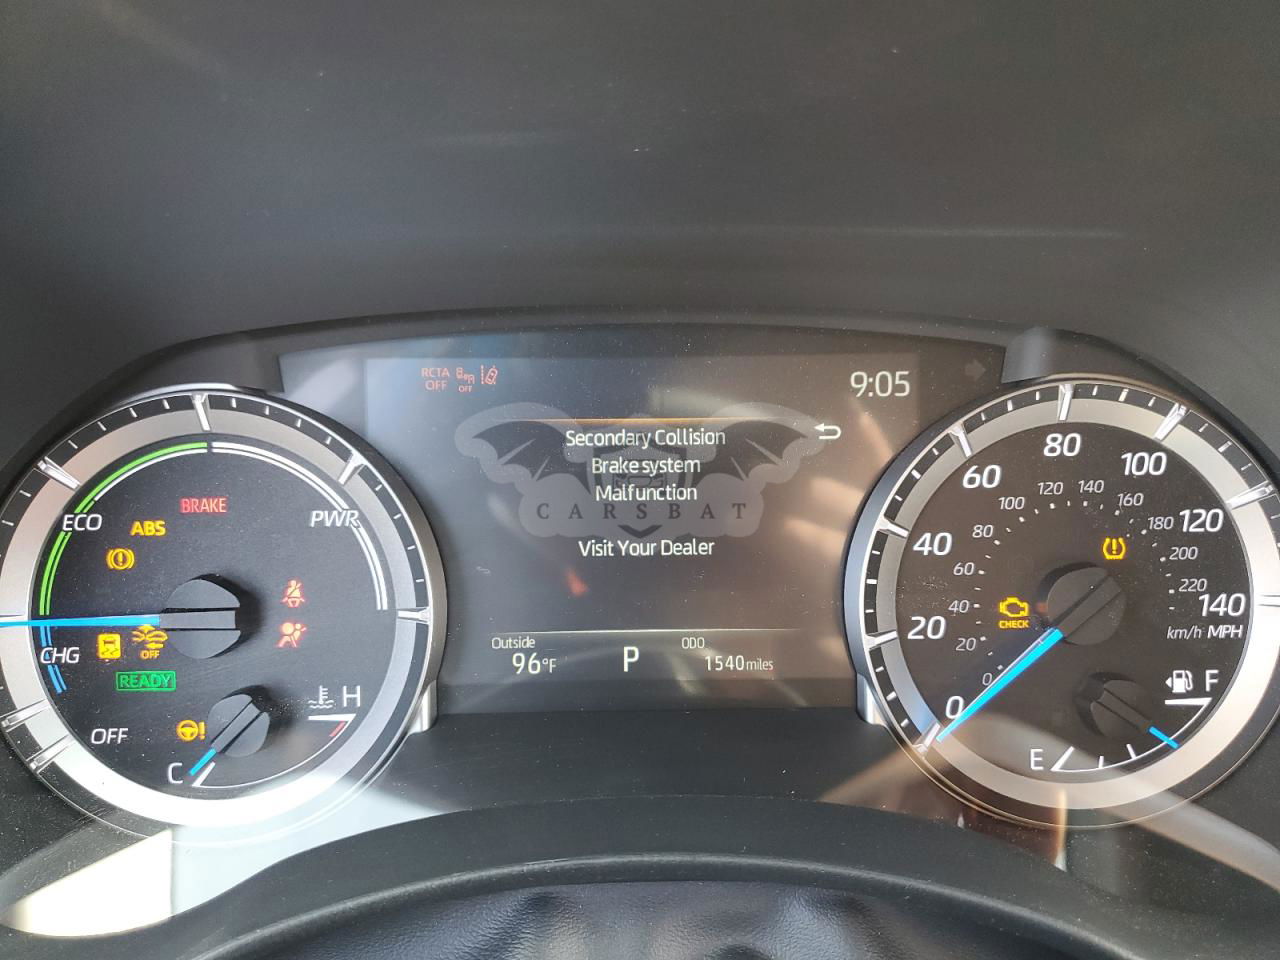 RCTA
OFF
OFF
9:05
Secondary Collision
Brake system
Malfunction
Visit Your Dealer
CARSBAT
Outside
96°F
P
ODO
1540 miles
ECO
PWR
BRAKE
ABS
CHG
OFF
READY
OFF
H
C
0
20
40
60
80
100
120
140
0
20
40
60
80
100
120
140
160
180
200
220
km/h MPH
CHECK
E
F